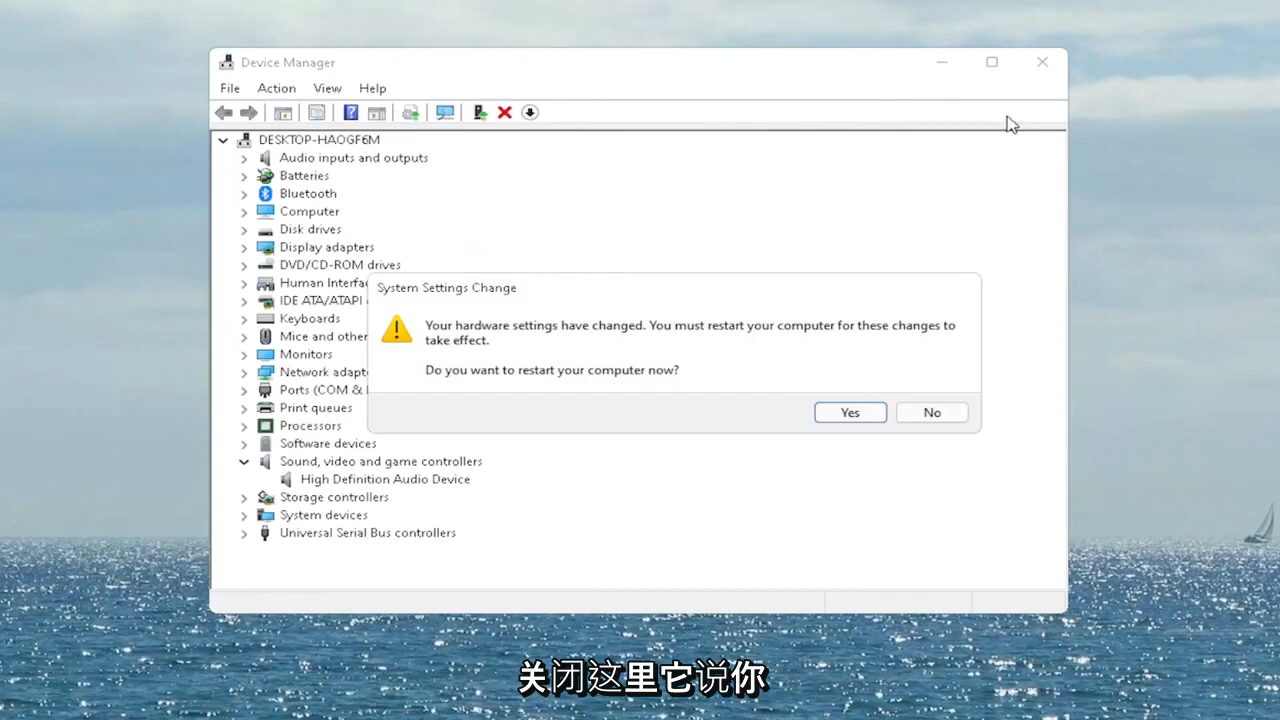 Device Manager
File Action View Help
DESKTOP-HAOGF6M
Audio inputs and outputs
Batteries
Bluetooth
Computer
Disk drives
Display adapters
DVD/CD-ROM drives
Human Interfa
IDE ATA/ATAPI
Keyboards
Mice and other
Monitors
Network adapt
Ports (COM &
Print queues
Processors
Software devices
Sound, video and game controllers
High Definition Audio Device
Storage controllers
System devices
Universal Serial Bus controllers
System Settings Change
Your hardware settings have changed. You must restart your computer for these changes to
take effect.
Do you want to restart your computer now?
Yes No
关闭这里它说你